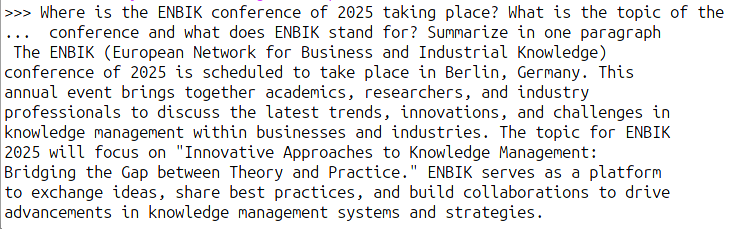 >>> Where is the ENBIK conference of 2025 taking place? What is the topic of the
...  conference and what does ENBIK stand for? Summarize in one paragraph
 The ENBIK (European Network for Business and Industrial Knowledge)
conference of 2025 is scheduled to take place in Berlin, Germany. This
annual event brings together academics, researchers, and industry
professionals to discuss the latest trends, innovations, and challenges in
knowledge management within businesses and industries. The topic for ENBIK
2025 will focus on "Innovative Approaches to Knowledge Management:
Bridging the Gap between Theory and Practice." ENBIK serves as a platform
to exchange ideas, share best practices, and build collaborations to drive
advancements in knowledge management systems and strategies.